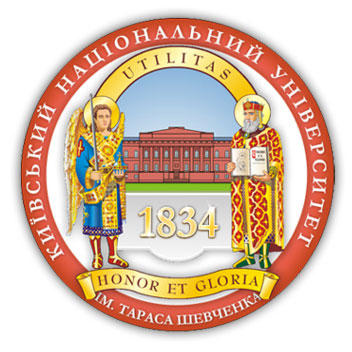 КИЇВСЬКИЙ НАЦІОНАЛЬНИЙ УНІВЕРСИТЕТ
UTILITAS
1834
HONOR ET GLORIA
ІМ. ТАРАСА ШЕВЧЕНКА